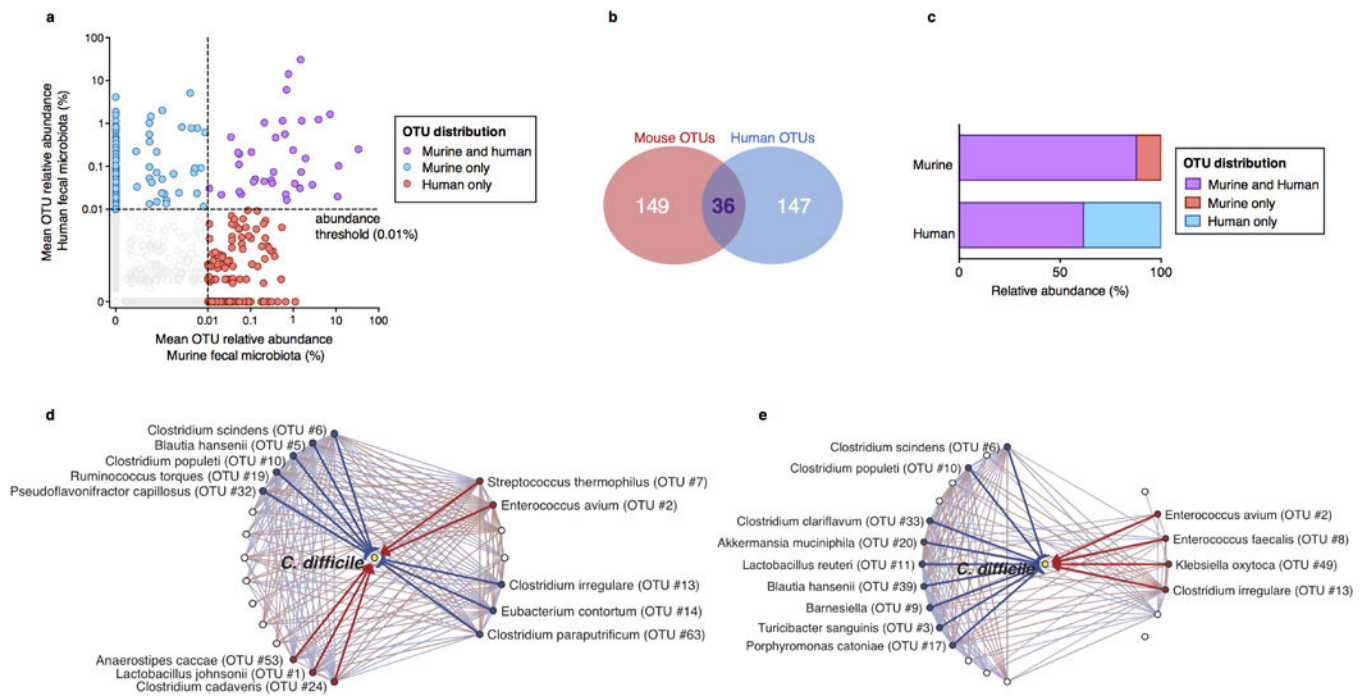 a
100
10
1
0.1
0.01
0
Mean OTU relative abundance
Human fecal microbiota (%)
0
0.01
0.1
1
10
100
Mean OTU relative abundance
Murine fecal microbiota (%)
abundance
threshold (0.01%)
OTU distribution
Murine and human
Murine only
Human only
b
Mouse OTUs
Human OTUs
149
36
147
c
Murine
Human
0
50
100
Relative abundance (%)
OTU distribution
Murine and Human
Murine only
Human only
d
Clostridium scindens (OTU #6)
Blautia hansenii (OTU #5)
Clostridium populeti (OTU #10)
Ruminococcus torques (OTU #19)
Pseudoflavonifractor capillosus (OTU #32)
C. difficile
Anaerostipes caccae (OTU #53)
Lactobacillus johnsonii (OTU #1)
Clostridium cadaveris (OTU #24)
Streptococcus thermophilus (OTU #7)
Enterococcus avium (OTU #2)
Clostridium irregulare (OTU #13)
Eubacterium contortum (OTU #14)
Clostridium paraputrificum (OTU #63)
e
Clostridium scindens (OTU #6)
Clostridium populeti (OTU #10)
Clostridium clariflavum (OTU #33)
Akkermansia muciniphila (OTU #20)
Lactobacillus reuteri (OTU #11)
Blautia hansenii (OTU #39)
Barnesiella (OTU #9)
Turicibacter sanguinis (OTU #3)
Porphyromonas catoniae (OTU #17)
C. difficile
Enterococcus avium (OTU #2)
Enterococcus faecalis (OTU #8)
Klebsiella oxytoca (OTU #49)
Clostridium irregulare (OTU #13)